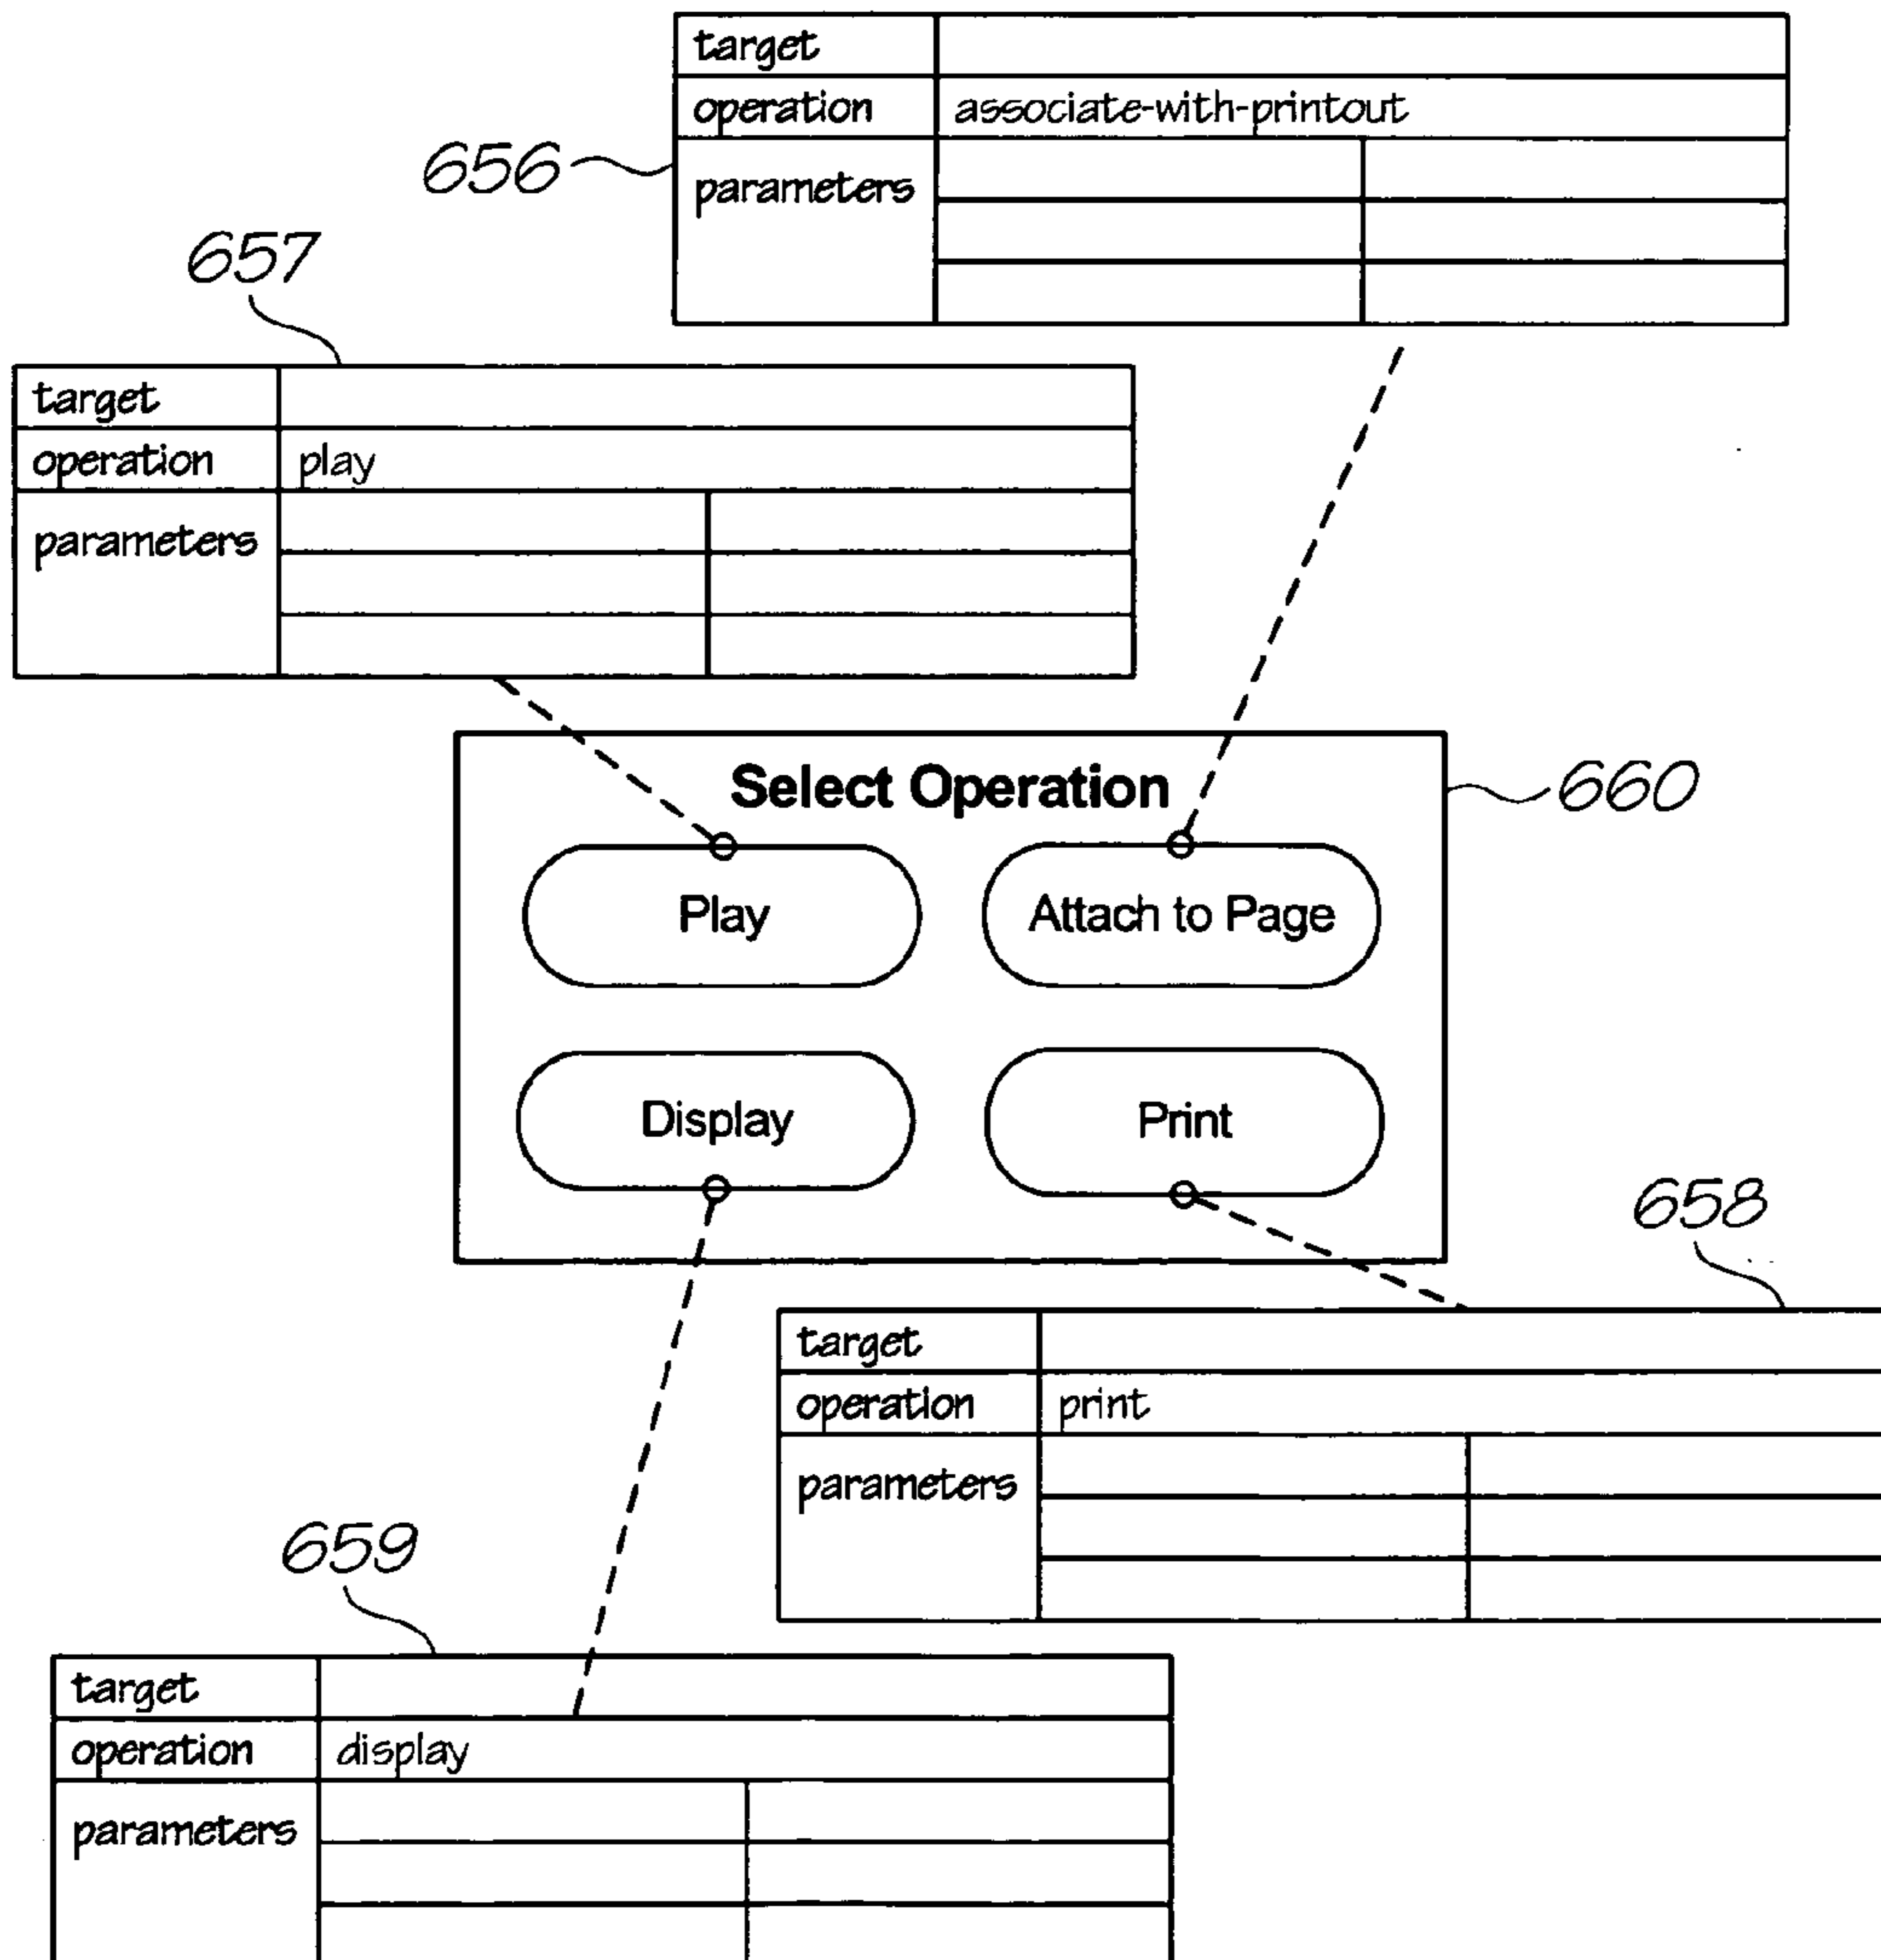 target
operation associate-with-printout
656
parameters
657
target
operation play
parameters
Select Operation
660
Play Attach to Page
Display Print
658
target
operation print
parameters
659
target
operation display
parameters